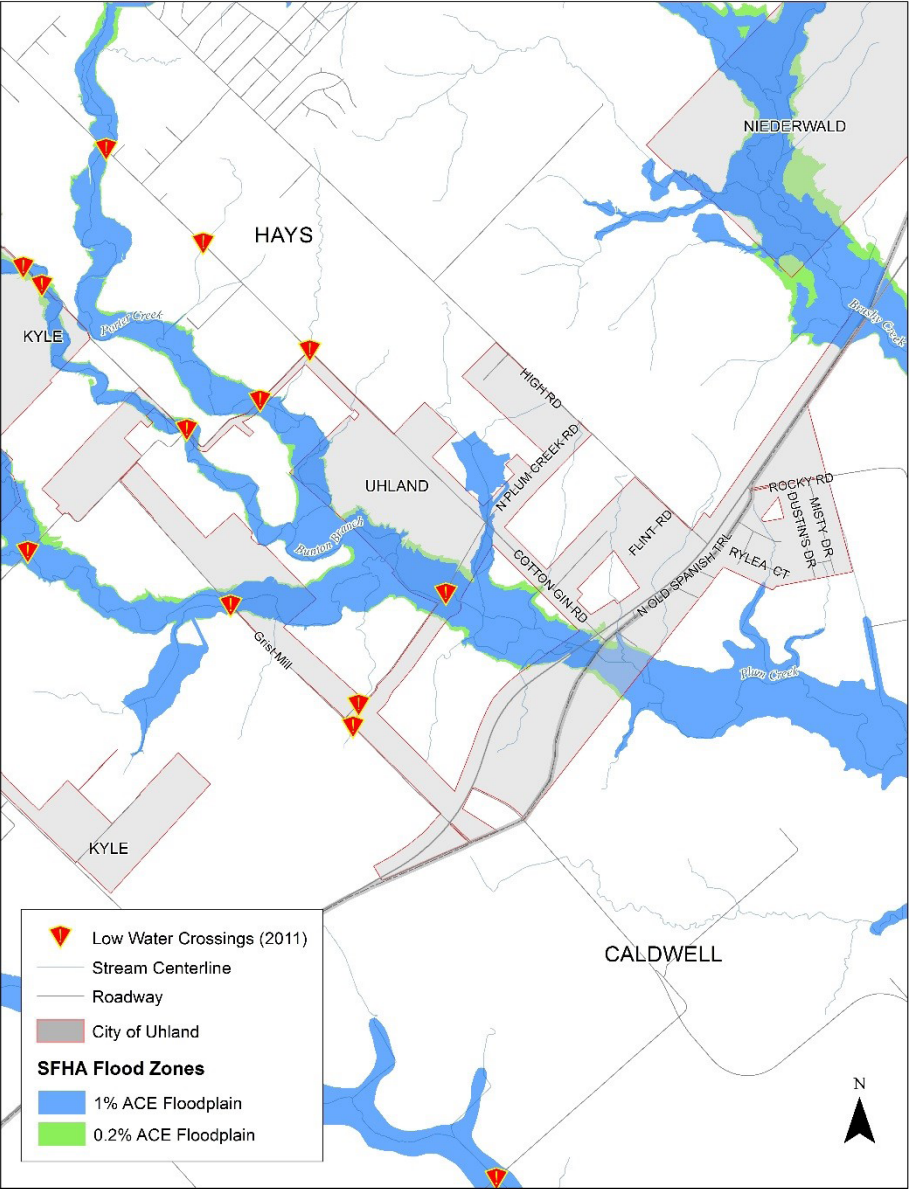 NIEDERWALD
HAYS
Brushy Creek
Porter Creek
KYLE
HIGH RD
N PLUM CREEK RD
UHLAND
ROCKY RD
MISTY DR
DUSTIN'S DR
FLINT RD
Bunton Branch
RYLEA CT
COTTON GIN RD
N OLD SPANISH TRL
Grist Mill
Plum Creek
KYLE
CALDWELL
Low Water Crossings (2011)
Stream Centerline
Roadway
City of Uhland
SFHA Flood Zones
1% ACE Floodplain
0.2% ACE Floodplain
N